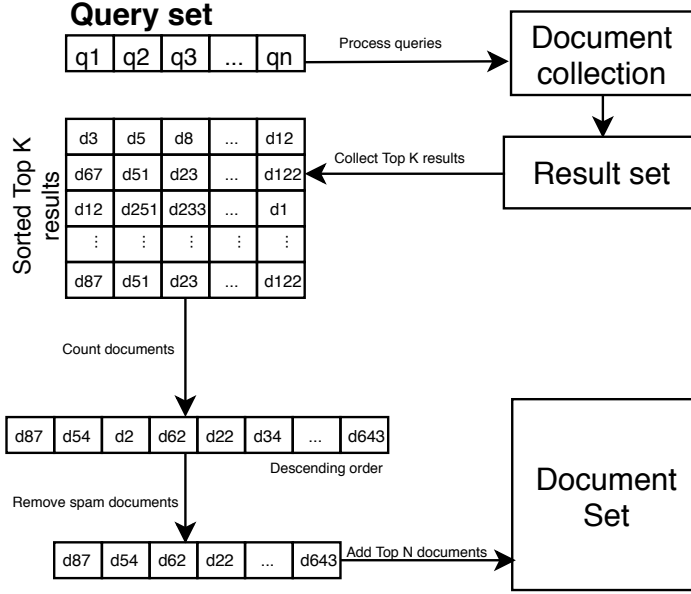 Query set
q1 q2 q3 ... qn
Process queries
Document
collection
Sorted Top K
results
d3 d5 d8 ... d12
d67 d51 d23 ... d122
d12 d251 d233 ... d1
⋮ ⋮ ⋮ ⋮ ⋮
d87 d51 d23 ... d122
Collect Top K results
Result set
Count documents
d87 d54 d2 d62 d22 d34 ... d643
Descending order
Remove spam documents
d87 d54 d62 d22 ... d643
Add Top N documents
Document
Set